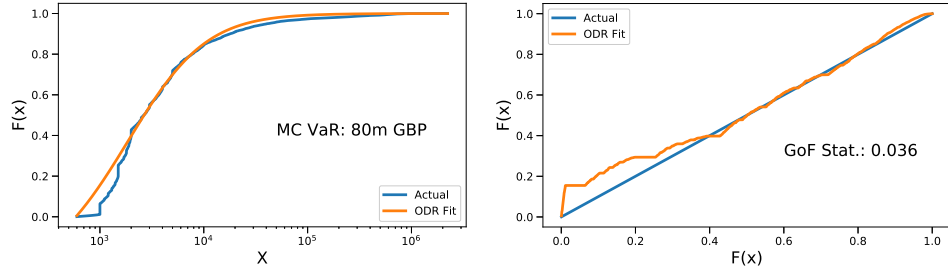 1.0
0.8
0.6
0.4
0.2
0.0
F(x)
MC VaR: 80m GBP
Actual
ODR Fit
10³ 10⁴ 10⁵ 10⁶
X
Actual
ODR Fit
1.0
0.8
0.6
0.4
0.2
0.0
F(x)
GoF Stat.: 0.036
0.0 0.2 0.4 0.6 0.8 1.0
F(x)